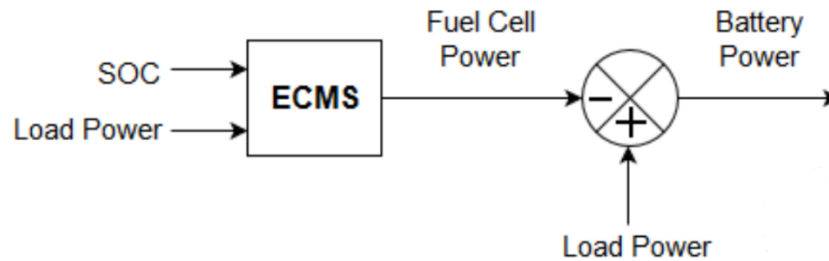 Fuel Cell
Power
Battery
Power
SOC
ECMS
Load Power
−
+
Load Power